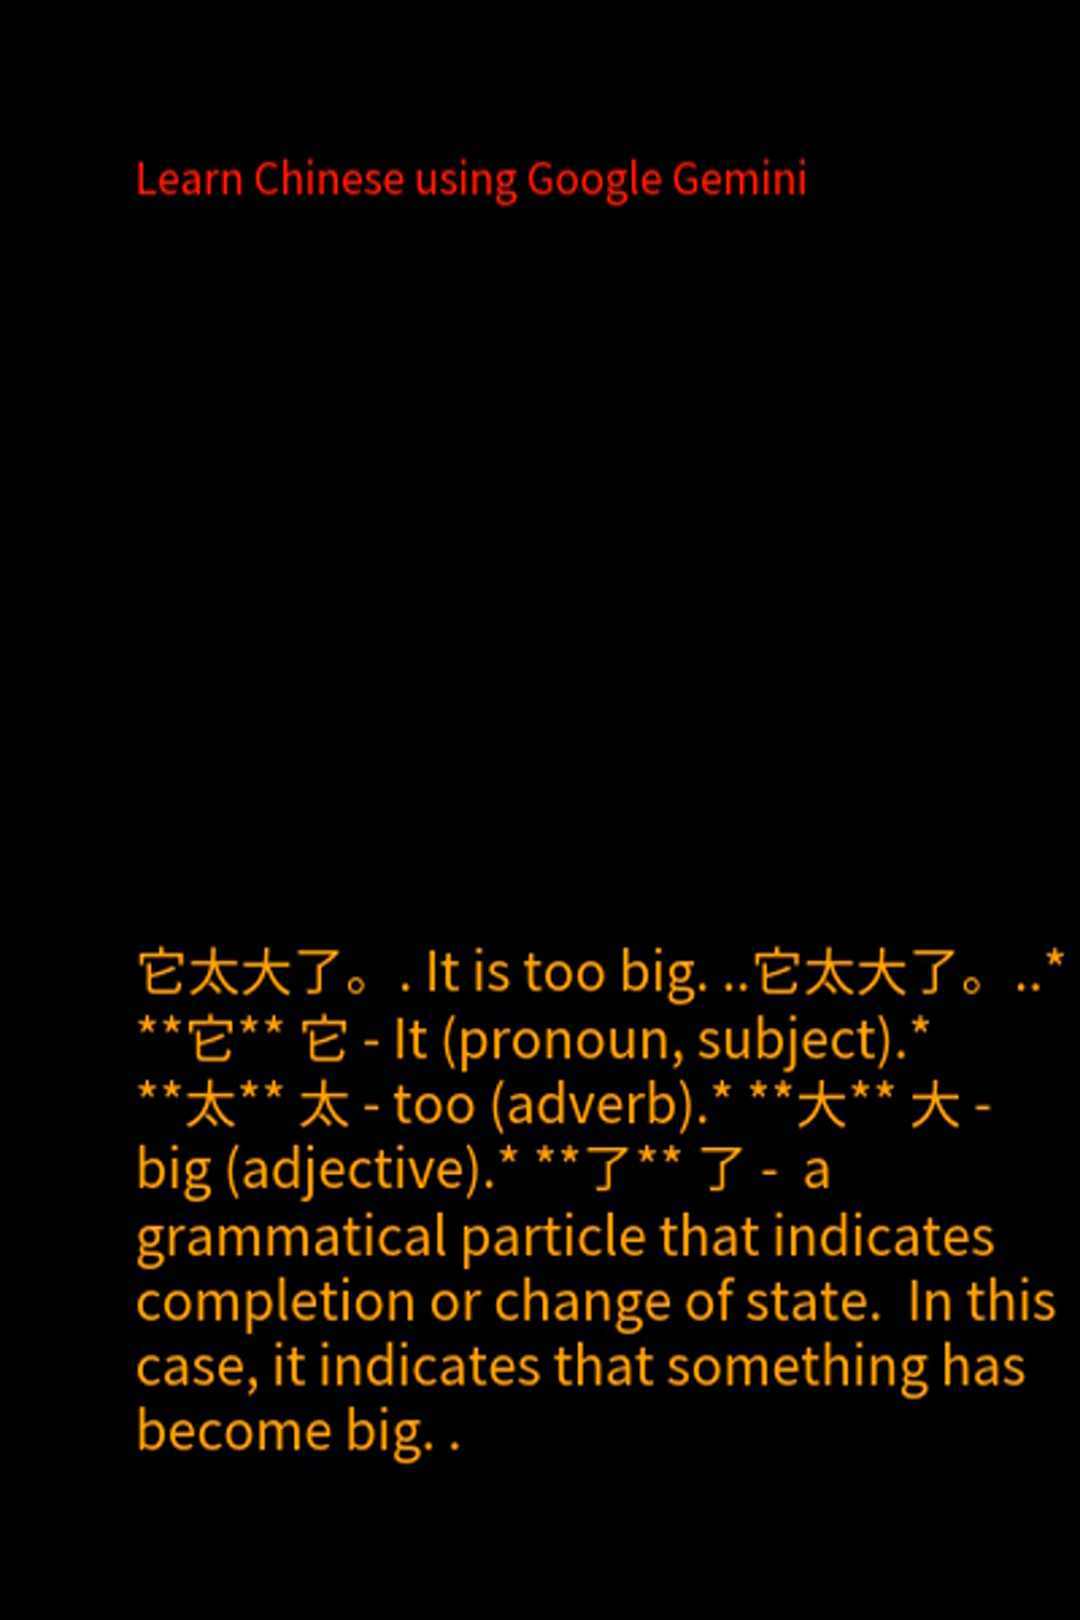 Learn Chinese using Google Gemini
它太大了。. It is too big. ..它太大了。..*
**它** 它 - It (pronoun, subject).*
**太** 太 - too (adverb).* **大** 大 -
big (adjective).* **了** 了 -  a
grammatical particle that indicates
completion or change of state.  In this
case, it indicates that something has
become big. .